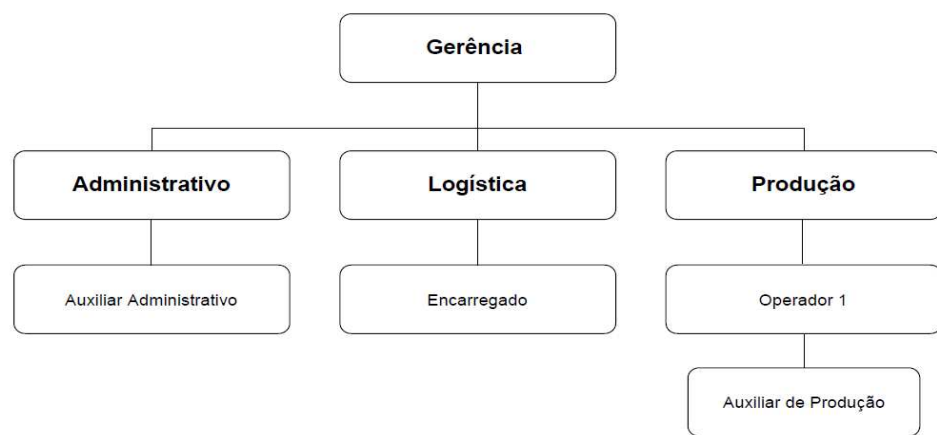 Gerência
Administrativo
Logística
Produção
Auxiliar Administrativo
Encarregado
Operador 1
Auxiliar de Produção